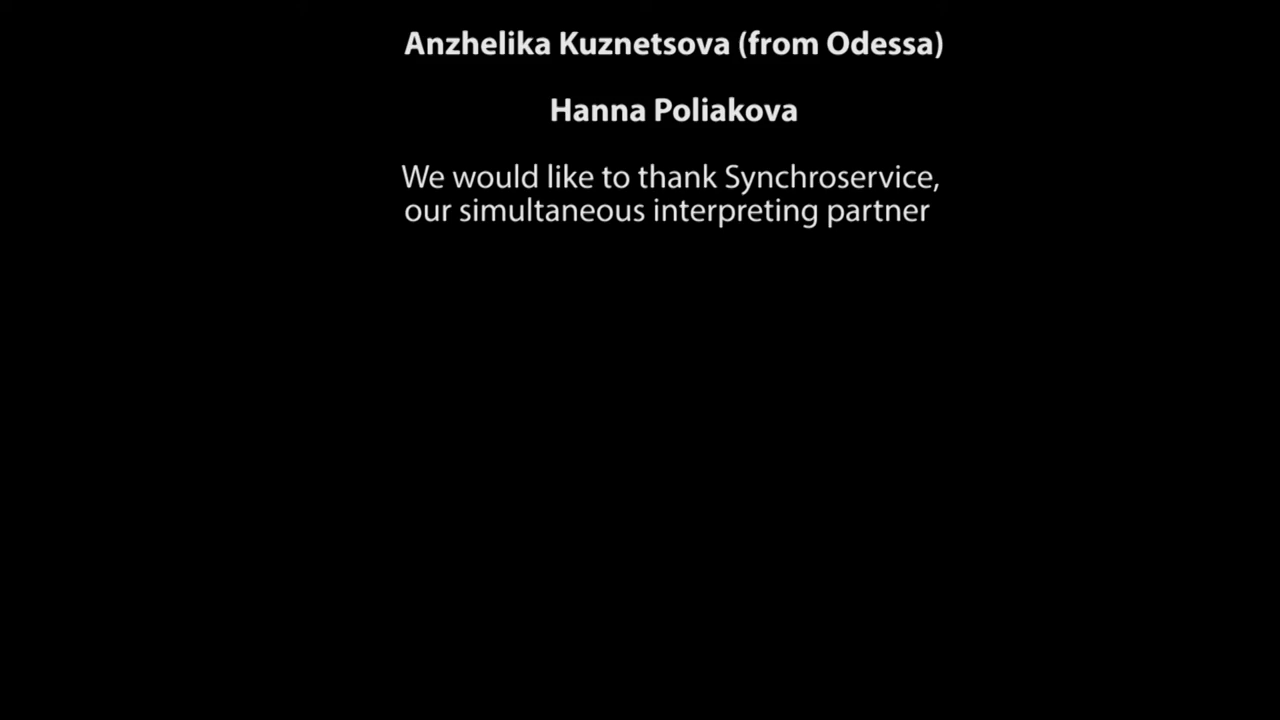 Anzhelika Kuznetsova (from Odessa)
Hanna Poliakova
We would like to thank Synchroservice,
our simultaneous interpreting partner